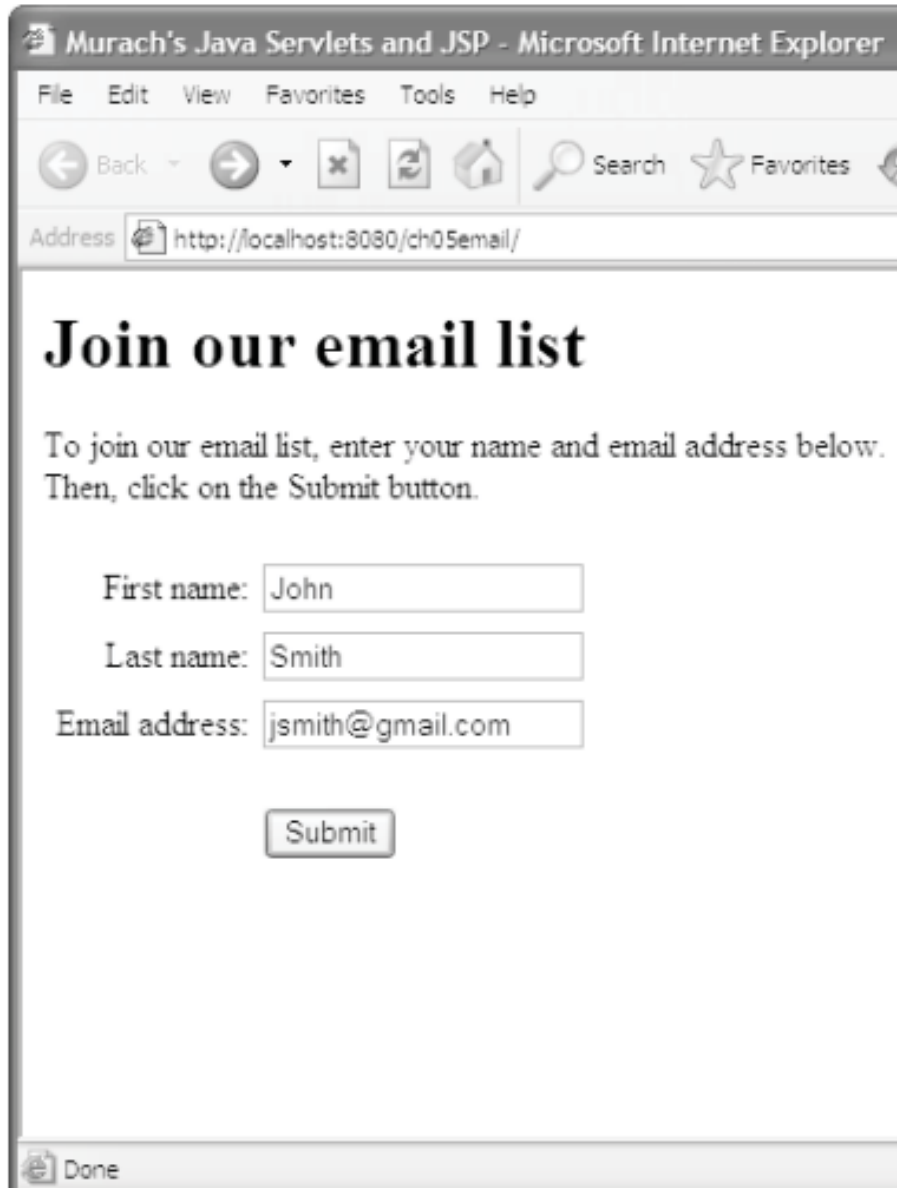 Murach's Java Servlets and JSP - Microsoft Internet Explorer
File Edit View Favorites Tools Help
Back Search Favorites
Address http://localhost:8080/ch05email/
Join our email list
To join our email list, enter your name and email address below.
Then, click on the Submit button.
First name: John
Last name: Smith
Email address: jsmith@gmail.com
Submit
Done